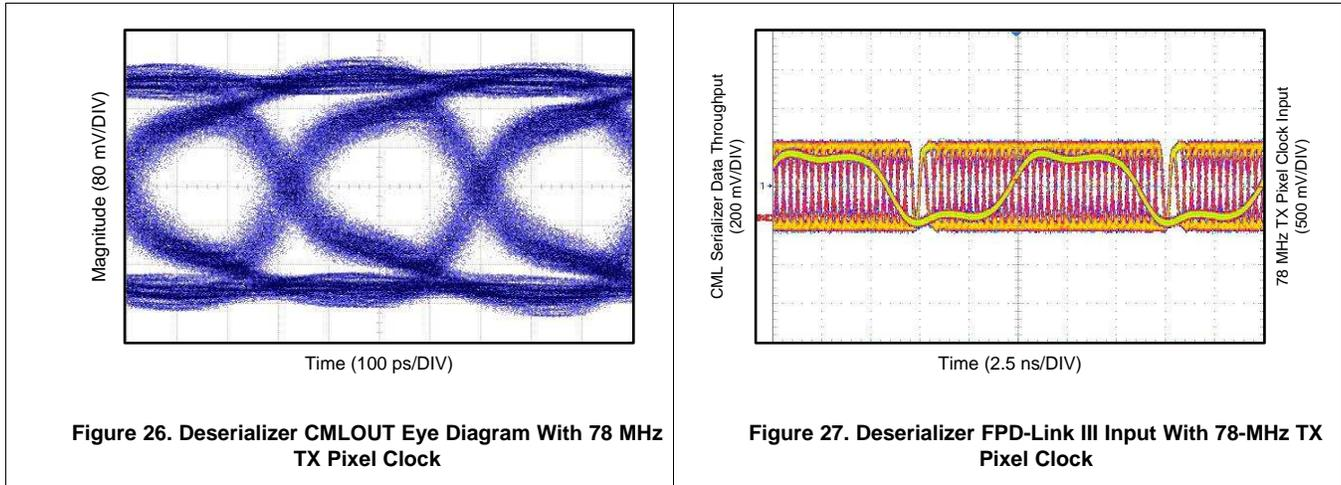 Magnitude (80 mV/DIV)
Time (100 ps/DIV)
Figure 26. Deserializer CMLOUT Eye Diagram With 78 MHz
TX Pixel Clock
CML Serializer Data Throughput
(200 mV/DIV)
1
78 MHz TX Pixel Clock Input
(500 mV/DIV)
Time (2.5 ns/DIV)
Figure 27. Deserializer FPD-Link III Input With 78-MHz TX
Pixel Clock